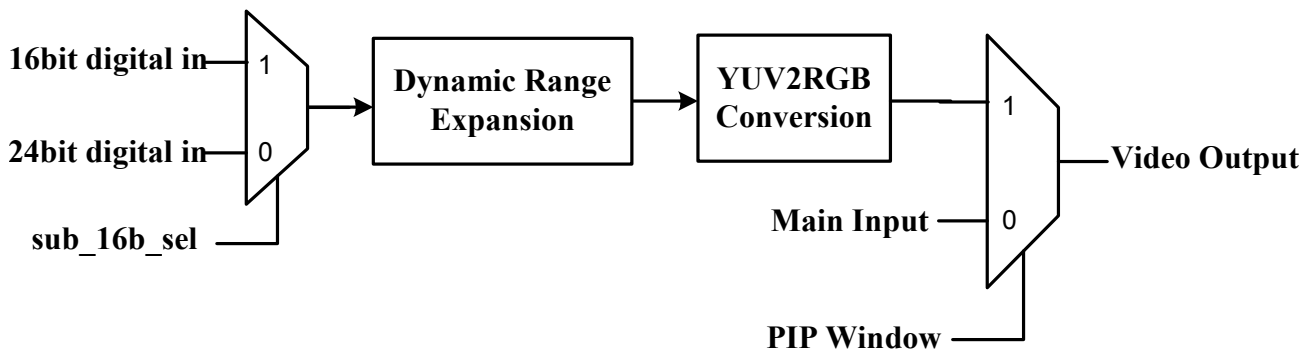 16bit digital in
1
24bit digital in
0
sub_16b_sel
Dynamic Range
Expansion
YUV2RGB
Conversion
1
Main Input
0
PIP Window
Video Output